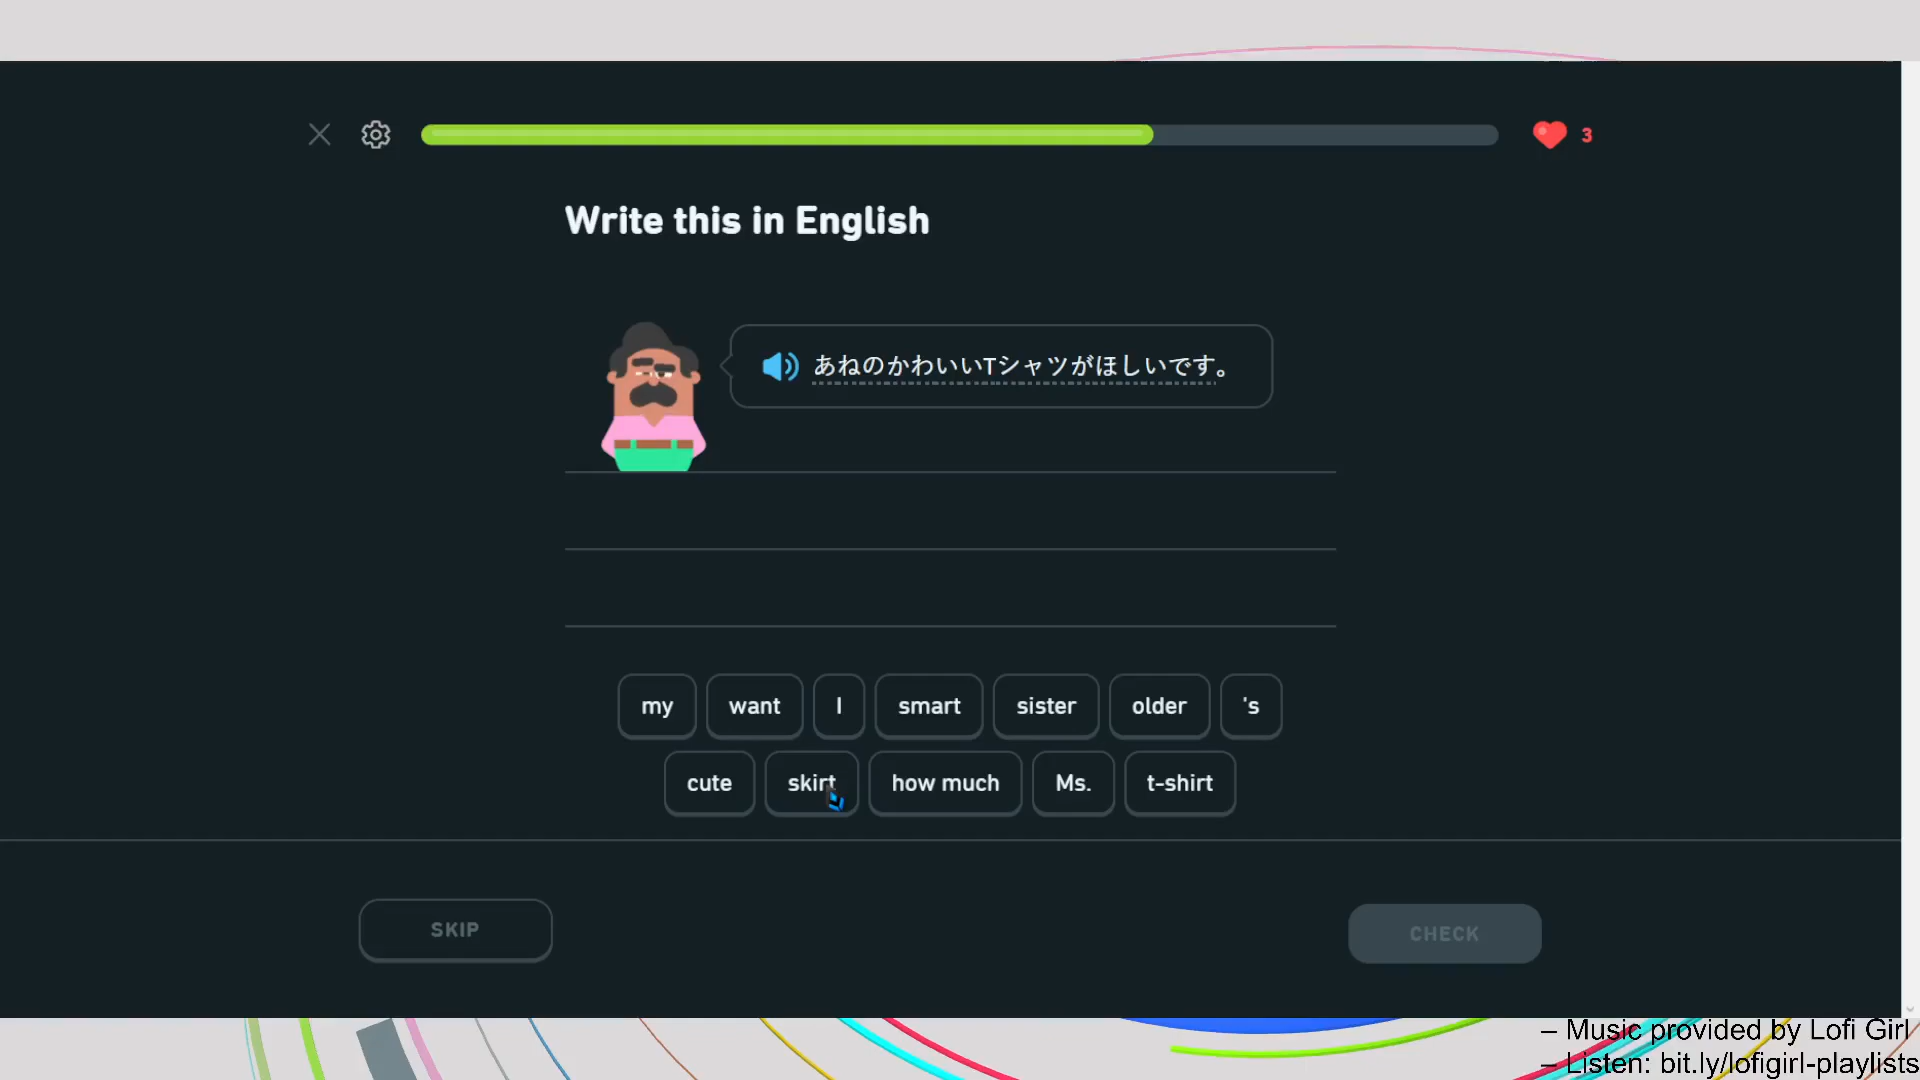 3
Write this in English
あねのかわいいTシャツがほしいです。
my want I smart sister older 's
cute skirt how much Ms. t-shirt
SKIP CHECK
– Music provided by Lofi Girl
– Listen: bit.ly/lofigirl-playlists